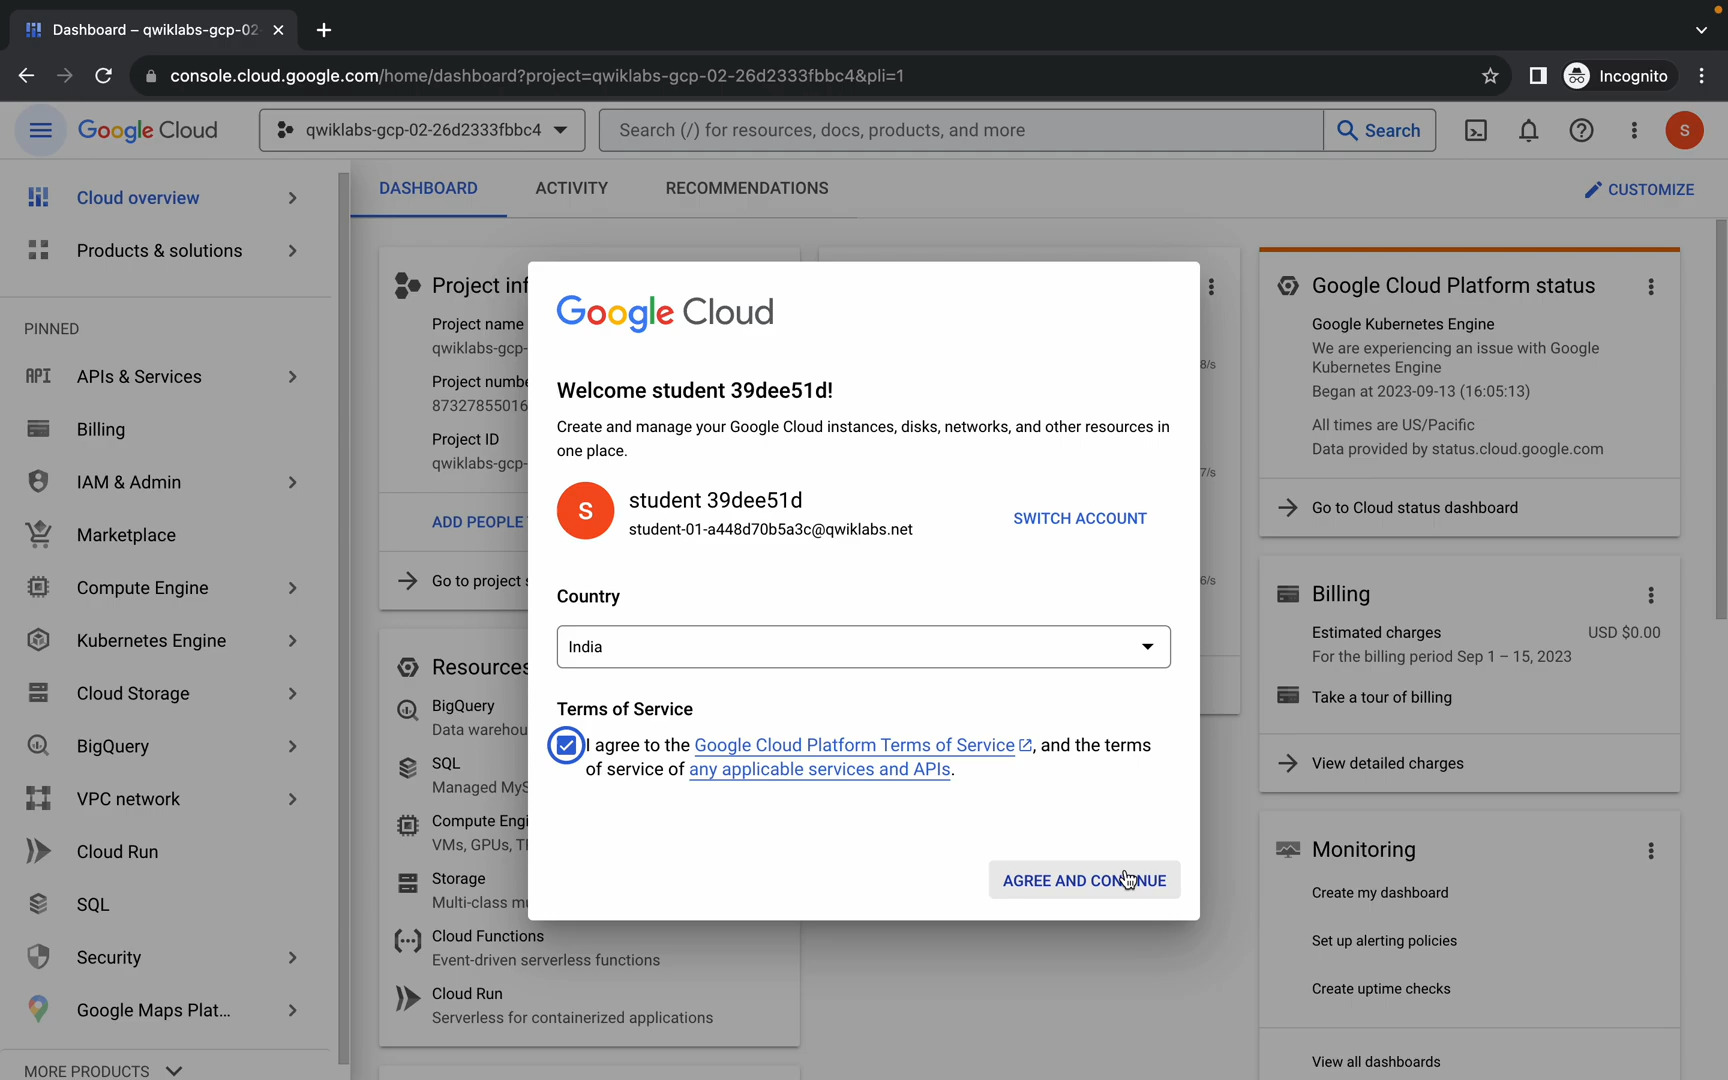 Dashboard – qwiklabs-gcp-02
console.cloud.google.com/home/dashboard?project=qwiklabs-gcp-02-26d2333fbbc4&pli=1
Incognito
Google Cloud
qwiklabs-gcp-02-26d2333fbbc4
Search (/) for resources, docs, products, and more
Search
S
Cloud overview
Products & solutions
PINNED
API
APIs & Services
Billing
IAM & Admin
Marketplace
Compute Engine
Kubernetes Engine
Cloud Storage
BigQuery
VPC network
Cloud Run
SQL
Security
Google Maps Plat...
MORE PRODUCTS
DASHBOARD
ACTIVITY
RECOMMENDATIONS
CUSTOMIZE
Project inf
Project name
qwiklabs-gcp-
Project numbe
87327855016
Project ID
qwiklabs-gcp-
ADD PEOPLE
Go to project s
Resources
BigQuery
Data warehou
SQL
Managed MyS
Compute Engi
VMs, GPUs, T
Storage
Multi-class mu
Cloud Functions
Event-driven serverless functions
Cloud Run
Serverless for containerized applications
Google Cloud
Welcome student 39dee51d!
Create and manage your Google Cloud instances, disks, networks, and other resources in
one place.
S
student 39dee51d
student-01-a448d70b5a3c@qwiklabs.net
SWITCH ACCOUNT
Country
India
Terms of Service
I agree to the Google Cloud Platform Terms of Service, and the terms
of service of any applicable services and APIs.
AGREE AND CONTINUE
8/s
7/s
6/s
Google Cloud Platform status
Google Kubernetes Engine
We are experiencing an issue with Google
Kubernetes Engine
Began at 2023-09-13 (16:05:13)
All times are US/Pacific
Data provided by status.cloud.google.com
Go to Cloud status dashboard
Billing
Estimated charges
USD $0.00
For the billing period Sep 1 – 15, 2023
Take a tour of billing
View detailed charges
Monitoring
Create my dashboard
Set up alerting policies
Create uptime checks
View all dashboards